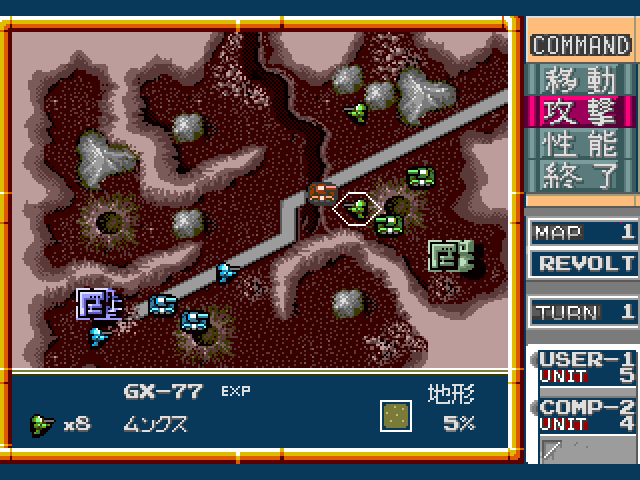 COMMAND
移動
攻撃
性能
終了
MAP 1
REVOLT
TURN 1
USER-1
UNIT 5
COMP-2
UNIT 4
GX-77 EXP 地形
x8 ムンクス 5%